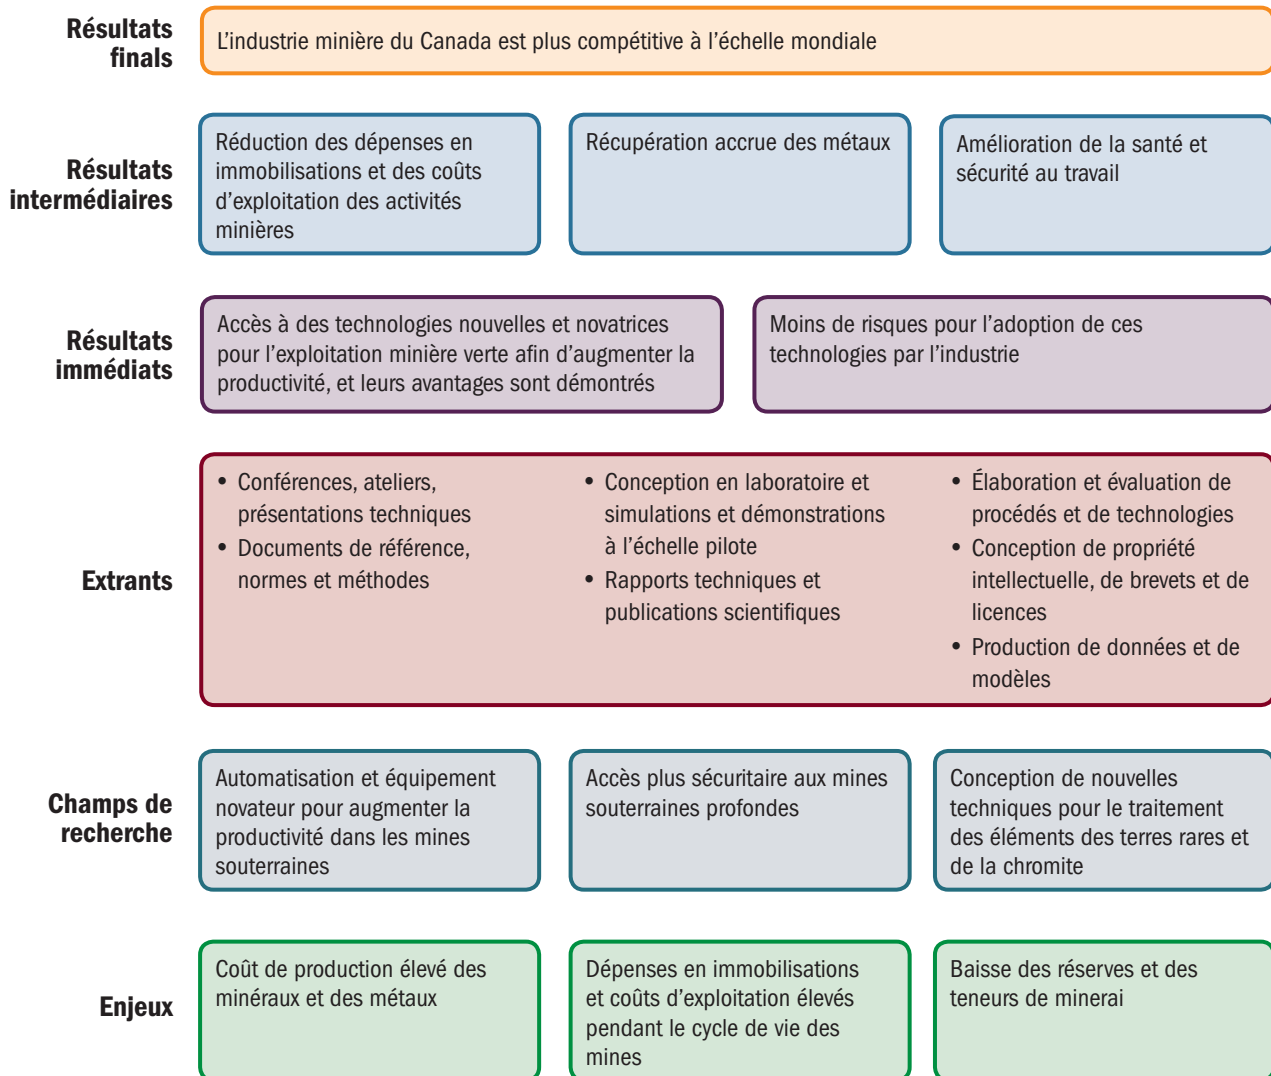 Résultats
finals
L’industrie minière du Canada est plus compétitive à l’échelle mondiale
Résultats
intermédiaires
Réduction des dépenses en
immobilisations et des coûts
d’exploitation des activités
minières
Récupération accrue des métaux
Amélioration de la santé et
sécurité au travail
Résultats
immédiats
Accès à des technologies nouvelles et novatrices
pour l’exploitation minière verte afin d’augmenter la
productivité, et leurs avantages sont démontrés
Moins de risques pour l’adoption de ces
technologies par l’industrie
Extrants
• Conférences, ateliers,
présentations techniques
• Documents de référence,
normes et méthodes
• Conception en laboratoire et
simulations et démonstrations
à l’échelle pilote
• Rapports techniques et
publications scientifiques
• Élaboration et évaluation de
procédés et de technologies
• Conception de propriété
intellectuelle, de brevets et de
licences
• Production de données et de
modèles
Champs de
recherche
Automatisation et équipement
novateur pour augmenter la
productivité dans les mines
souterraines
Accès plus sécuritaire aux mines
souterraines profondes
Conception de nouvelles
techniques pour le traitement
des éléments des terres rares et
de la chromite
Enjeux
Coût de production élevé des
minéraux et des métaux
Dépenses en immobilisations
et coûts d’exploitation élevés
pendant le cycle de vie des
mines
Baisse des réserves et des
teneurs de minerai